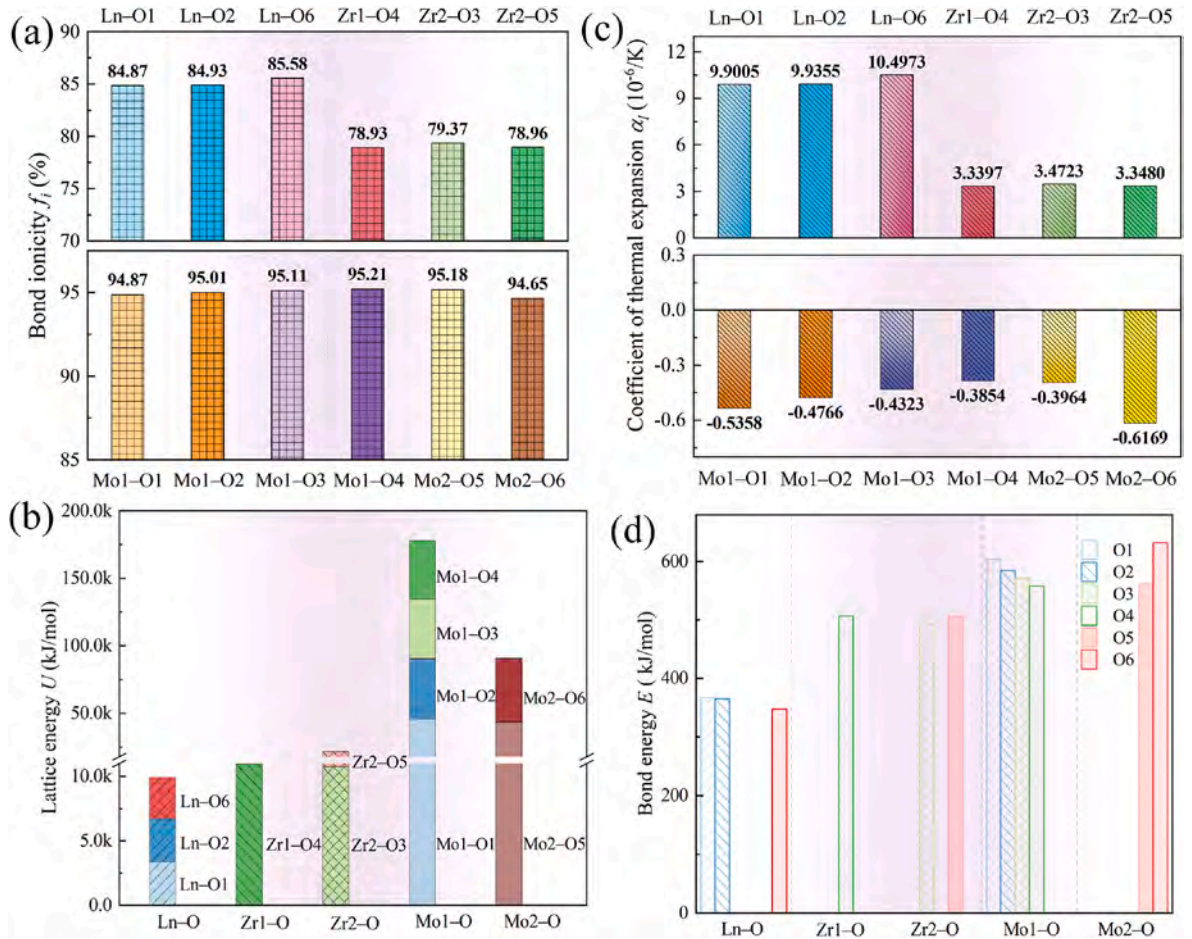 (a)
Ln–O1 Ln–O2 Ln–O6 Zr1–O4 Zr2–O3 Zr2–O5
90
85
80
75
70
84.87 84.93 85.58 78.93 79.37 78.96
Bond ionicity fi (%)
95
90
85
94.87 95.01 95.11 95.21 95.18 94.65
Mo1–O1 Mo1–O2 Mo1–O3 Mo1–O4 Mo2–O5 Mo2–O6
(c)
Ln–O1 Ln–O2 Ln–O6 Zr1–O4 Zr2–O3 Zr2–O5
12
9
6
3
0
9.9005 9.9355 10.4973 3.3397 3.4723 3.3480
Coefficient of thermal expansion αl (10⁻⁶/K)
0.3
0.0
-0.3
-0.6
-0.5358 -0.4766 -0.4323 -0.3854 -0.3964 -0.6169
Mo1–O1 Mo1–O2 Mo1–O3 Mo1–O4 Mo2–O5 Mo2–O6
(b)
200.0k
150.0k
100.0k
50.0k
10.0k
5.0k
0.0
Lattice energy U (kJ/mol)
Ln–O6
Ln–O2
Ln–O1
Zr1–O4
Zr2–O5
Zr2–O3
Mo1–O4
Mo1–O3
Mo1–O2
Mo1–O1
Mo2–O6
Mo2–O5
Ln–O Zr1–O Zr2–O Mo1–O Mo2–O
(d)
600
400
200
0
Bond energy E ( kJ/mol)
O1
O2
O3
O4
O5
O6
Ln–O Zr1–O Zr2–O Mo1–O Mo2–O